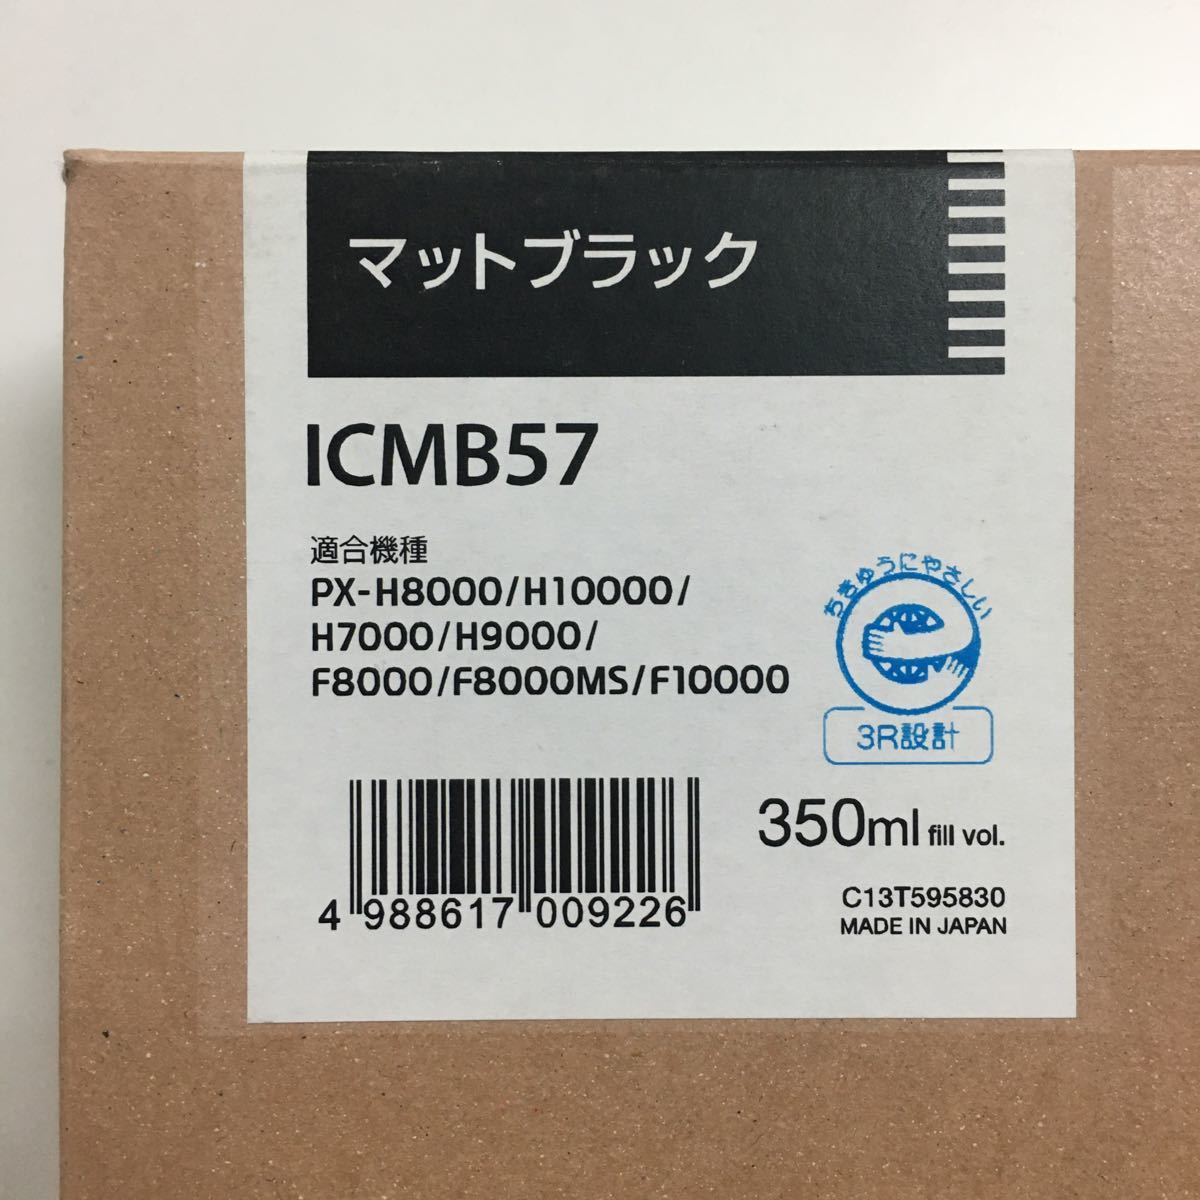 マットブラック
ICMB57
適合機種
PX-H8000/H10000/
H7000/H9000/
F8000/F8000MS/F10000
ちきゅうにやさしい
3R設計
350ml fill vol.
4 988617 009226
C13T595830
MADE IN JAPAN